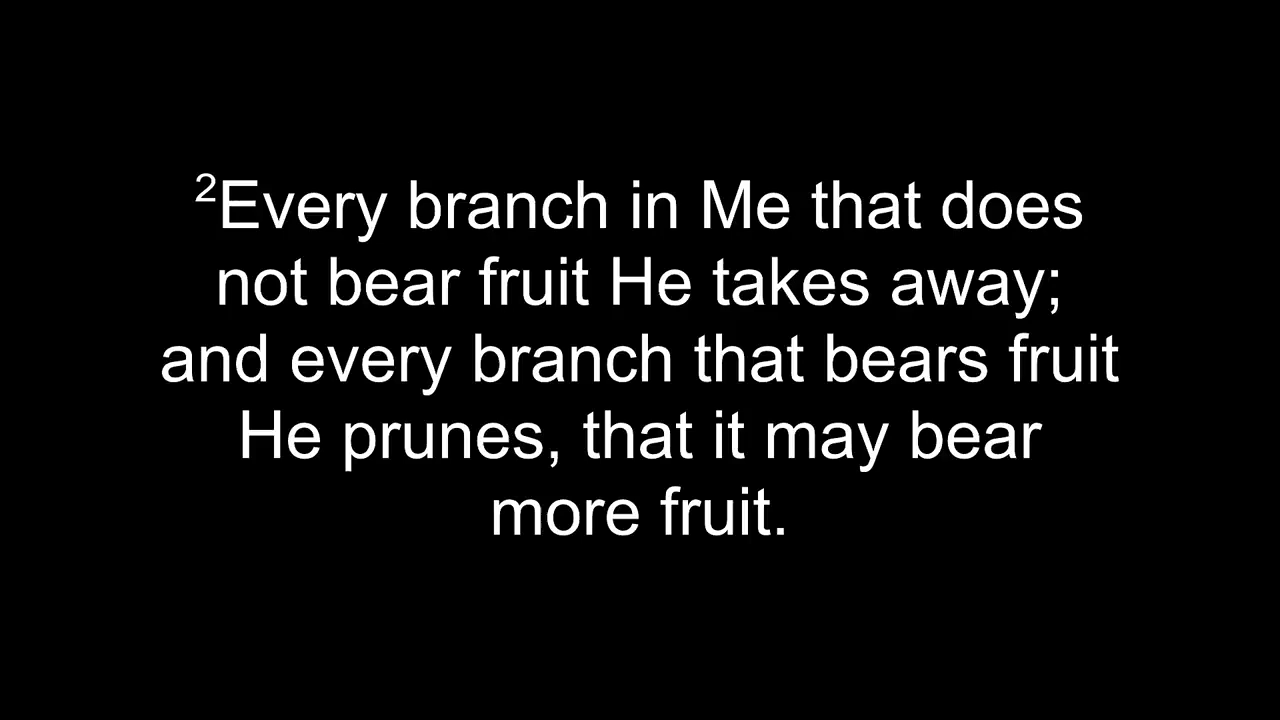 ²Every branch in Me that does
not bear fruit He takes away;
and every branch that bears fruit
He prunes, that it may bear
more fruit.